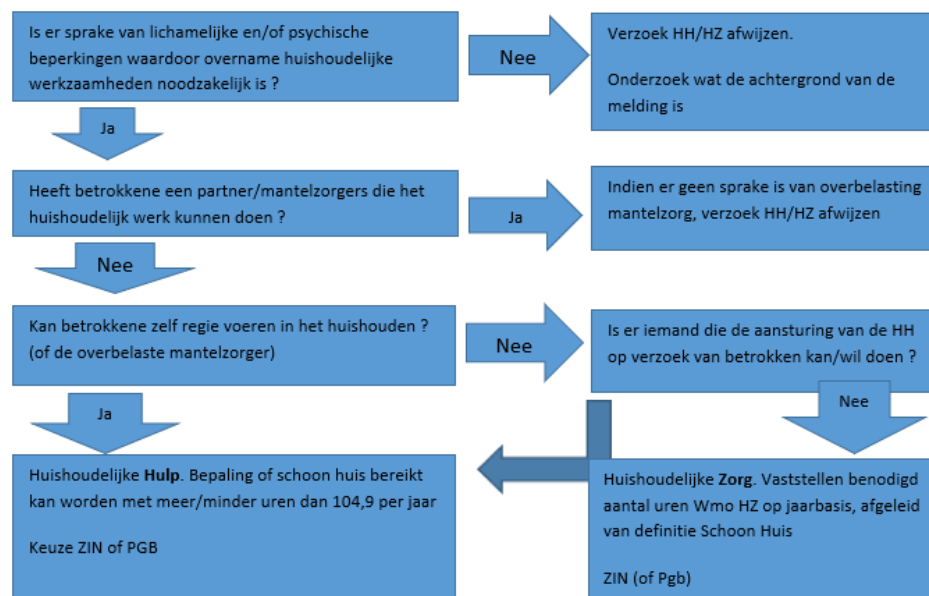 Is er sprake van lichamelijke en/of psychische
beperkingen waardoor overname huishoudelijke
werkzaamheden noodzakelijk is ?
Nee
Verzoek HH/HZ afwijzen.
Onderzoek wat de achtergrond van de
melding is
Ja
Heeft betrokkene een partner/mantelzorgers die het
huishoudelijk werk kunnen doen ?
Ja
Indien er geen sprake is van overbelasting
mantelzorg, verzoek HH/HZ afwijzen
Nee
Kan betrokkene zelf regie voeren in het huishouden ?
(of de overbelaste mantelzorger)
Nee
Is er iemand die de aansturing van de HH
op verzoek van betrokken kan/wil doen ?
Ja
Nee
Huishoudelijke Hulp. Bepaling of schoon huis bereikt
kan worden met meer/minder uren dan 104,9 per jaar
Keuze ZIN of PGB
Huishoudelijke Zorg. Vaststellen benodigd
aantal uren Wmo HZ op jaarbasis, afgeleid
van definitie Schoon Huis
ZIN (of Pgb)